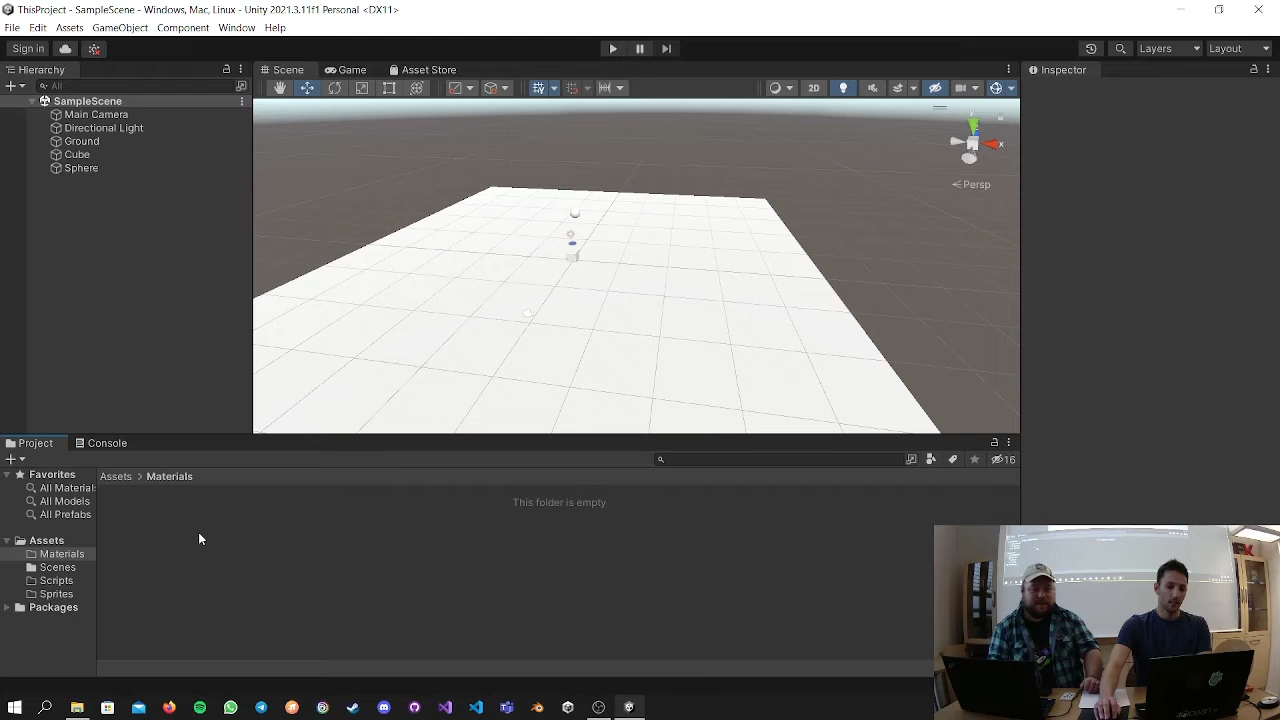 ThisProject - SampleScene - Windows, Mac, Linux - Unity 2021.3.11f1 Personal <DX11>
File Edit Assets GameObject Component Window Help
Sign in Layers Layout
Hierarchy Scene Game Asset Store Inspector
All 2D
SampleScene
Main Camera
Directional Light
Ground
Cube
Sphere
x
Persp
Project Console
16
Favorites
All Material
All Models
All Prefabs
Assets
Materials
Scenes
Scripts
Sprites
Packages
Assets > Materials
This folder is empty